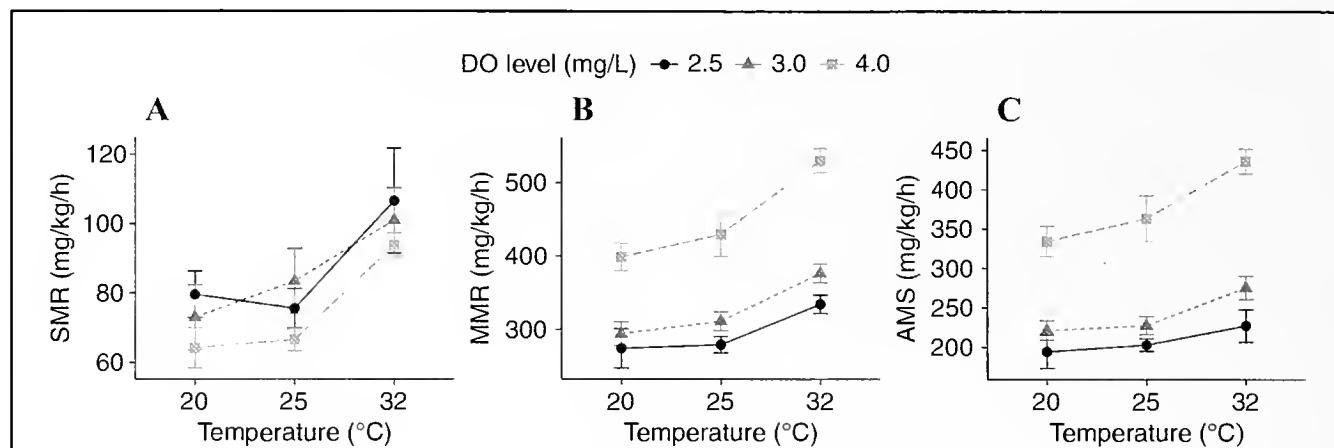 DO level (mg/L) 2.5 3.0 4.0
A
B
C
SMR (mg/kg/h)
120
100
80
60
20 25 32
Temperature (°C)
MMR (mg/kg/h)
500
400
300
20 25 32
Temperature (°C)
AMS (mg/kg/h)
450
400
350
300
250
200
20 25 32
Temperature (°C)